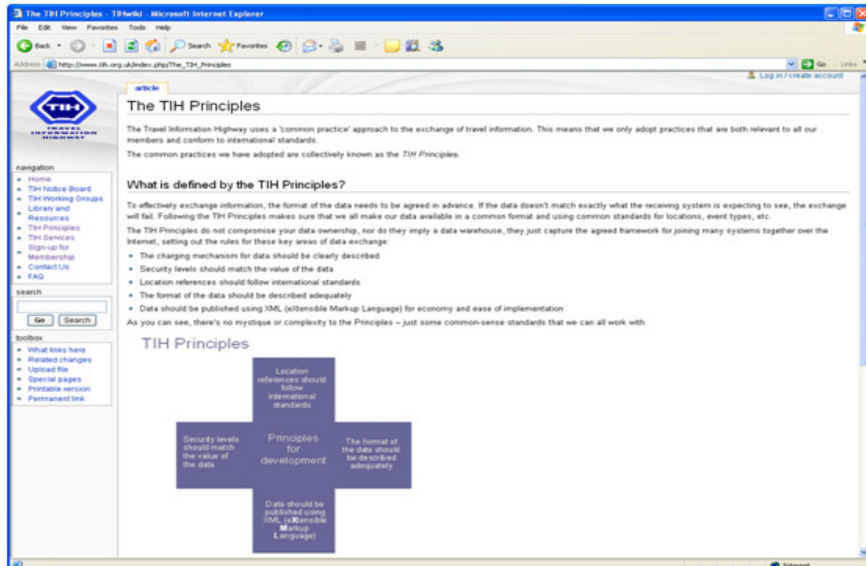 The TIH Principles - TIHwiki - Microsoft Internet Explorer
File Edit View Favorites Tools Help
Back Search Favorites
Address http://www.tih.org.uk/index.php/The_TIH_Principles Go Links
Log in / create account
article
TIH
TRAVEL
INFORMATION
HIGHWAY
navigation
Home
TIH Notice Board
TIH Working Groups
Library and
Resources
TIH Principles
TIH Services
Sign-up for
Membership
Contact Us
FAQ
search
Go Search
toolbox
What links here
Related changes
Upload file
Special pages
Printable version
Permanent link
The TIH Principles
The Travel Information Highway uses a 'common practice' approach to the exchange of travel information. This means that we only adopt practices that are both relevant to all our
members and conform to international standards.
The common practices we have adopted are collectively known as the TIH Principles.
What is defined by the TIH Principles?
To effectively exchange information, the format of the data needs to be agreed in advance. If the data doesn't match exactly what the receiving system is expecting to see, the exchange
will fail. Following the TIH Principles makes sure that we all make our data available in a common format and using common standards for locations, event types, etc.
The TIH Principles do not compromise your data ownership, nor do they imply a data warehouse, they just capture the agreed framework for joining many systems together over the
Internet, setting out the rules for these key areas of data exchange:
The charging mechanism for data should be clearly described
Security levels should match the value of the data
Location references should follow international standards
The format of the data should be described adequately
Data should be published using XML (eXtensible Markup Language) for economy and ease of implementation
As you can see, there's no mystique or complexity to the Principles – just some common-sense standards that we can all work with.
TIH Principles
Location
references should
follow
international
standards
Security levels
should match
the value of
the data
Principles
for
development
The format of
the data should
be described
adequately
Data should be
published using
XML (eXtensible
Markup
Language)
Internet